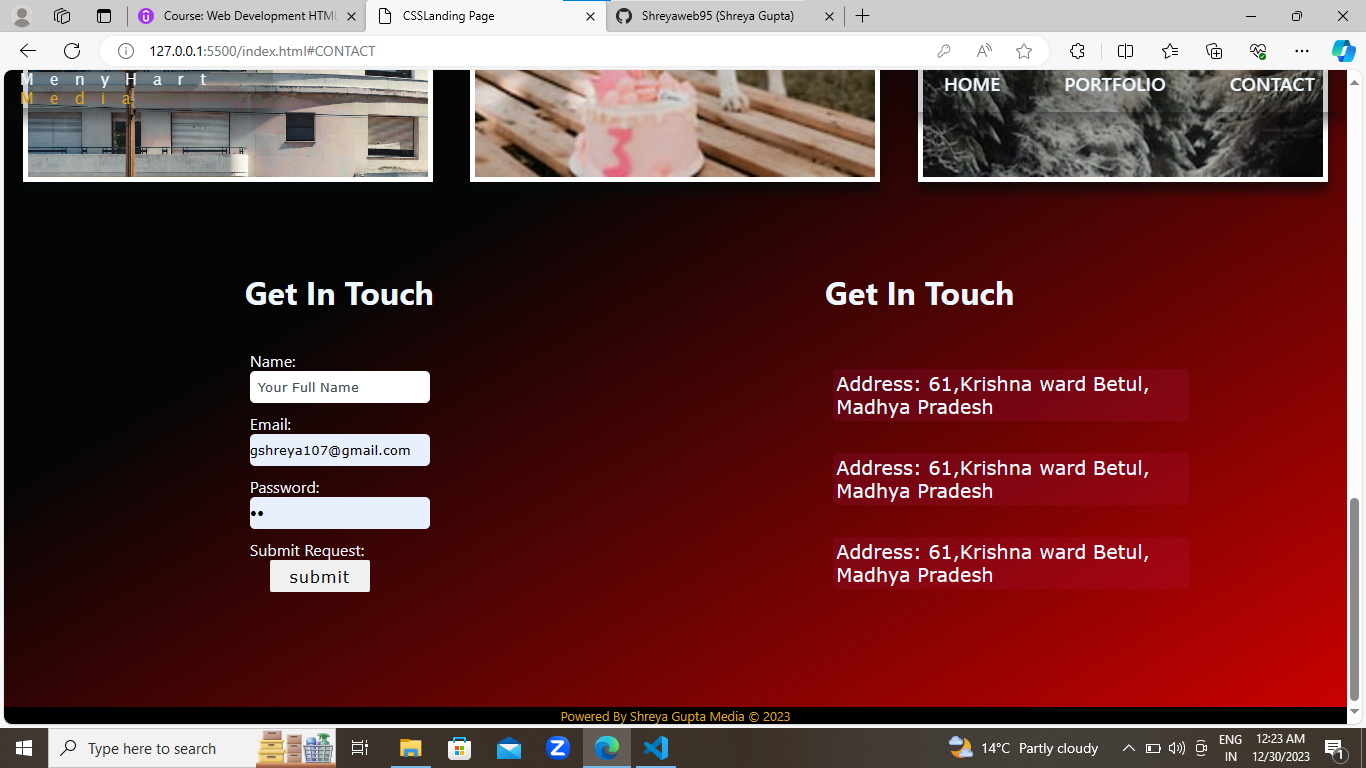 Course: Web Development HTML
CSSLanding Page
Shreyaweb95 (Shreya Gupta)
127.0.0.1:5500/index.html#CONTACT
MenyHart
Media
HOME
PORTFOLIO
CONTACT
3
Get In Touch
Name:
Your Full Name
Email:
gshreya107@gmail.com
Password:
••
Submit Request:
submit
Get In Touch
Address: 61,Krishna ward Betul,
Madhya Pradesh
Address: 61,Krishna ward Betul,
Madhya Pradesh
Address: 61,Krishna ward Betul,
Madhya Pradesh
Powered By Shreya Gupta Media © 2023
Type here to search
14°C Partly cloudy
ENG
IN
12:23 AM
12/30/2023
1